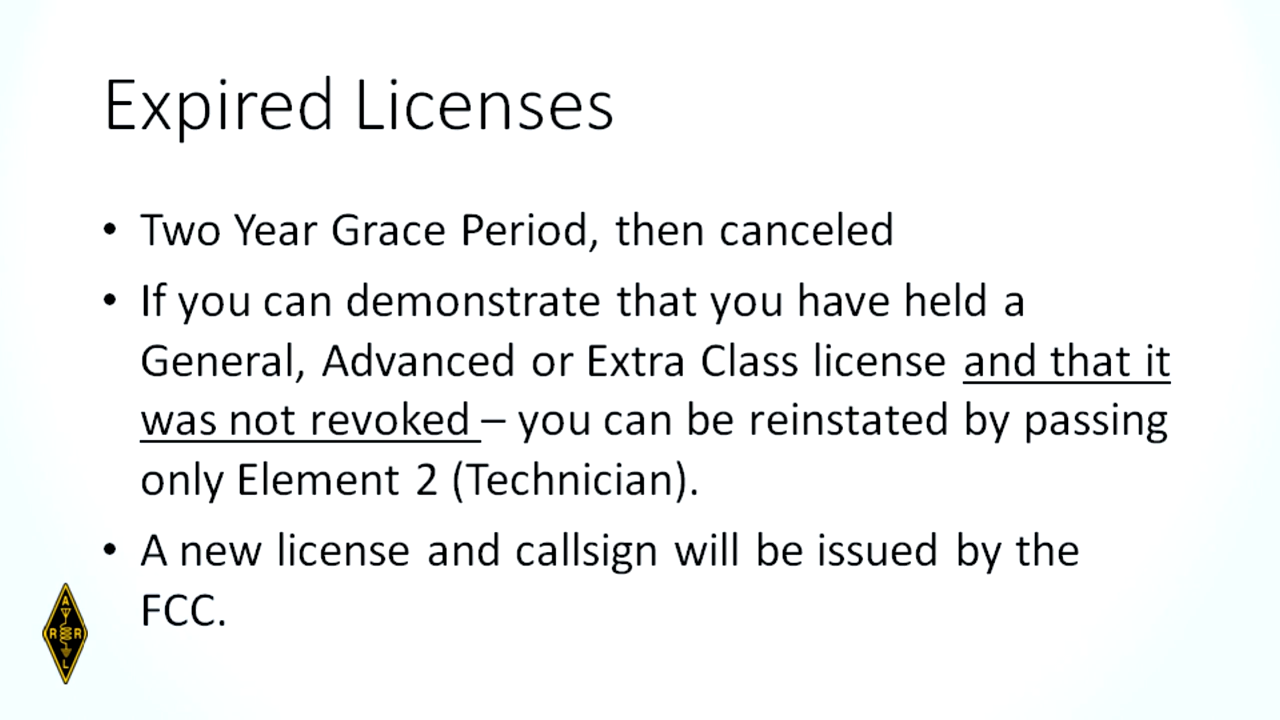 Expired Licenses
• Two Year Grace Period, then canceled
• If you can demonstrate that you have held a
General, Advanced or Extra Class license and that it
was not revoked – you can be reinstated by passing
only Element 2 (Technician).
• A new license and callsign will be issued by the
FCC.
A
R R
L